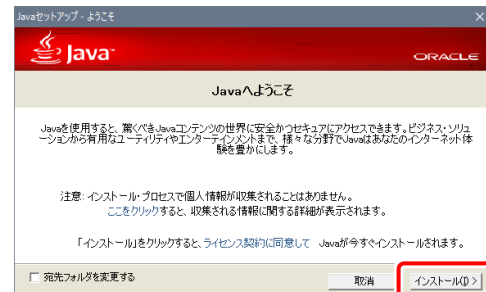 Javaセットアップ - ようこそ
Java
ORACLE
Javaへようこそ
Javaを使用すると、驚くべきJavaコンテンツの世界に安全かつセキュアにアクセスできます。ビジネス・ソリュ
ーションから有用なユーティリティやエンターテインメントまで、様々な分野でJavaはあなたのインターネット体
験を豊かにします。
注意: インストール・プロセスで個人情報が収集されることはありません。
ここをクリックすると、収集される情報に関する詳細が表示されます。
「インストール」をクリックすると、ライセンス契約に同意して Javaが今すぐインストールされます。
宛先フォルダを変更する
取消
インストール(I) >